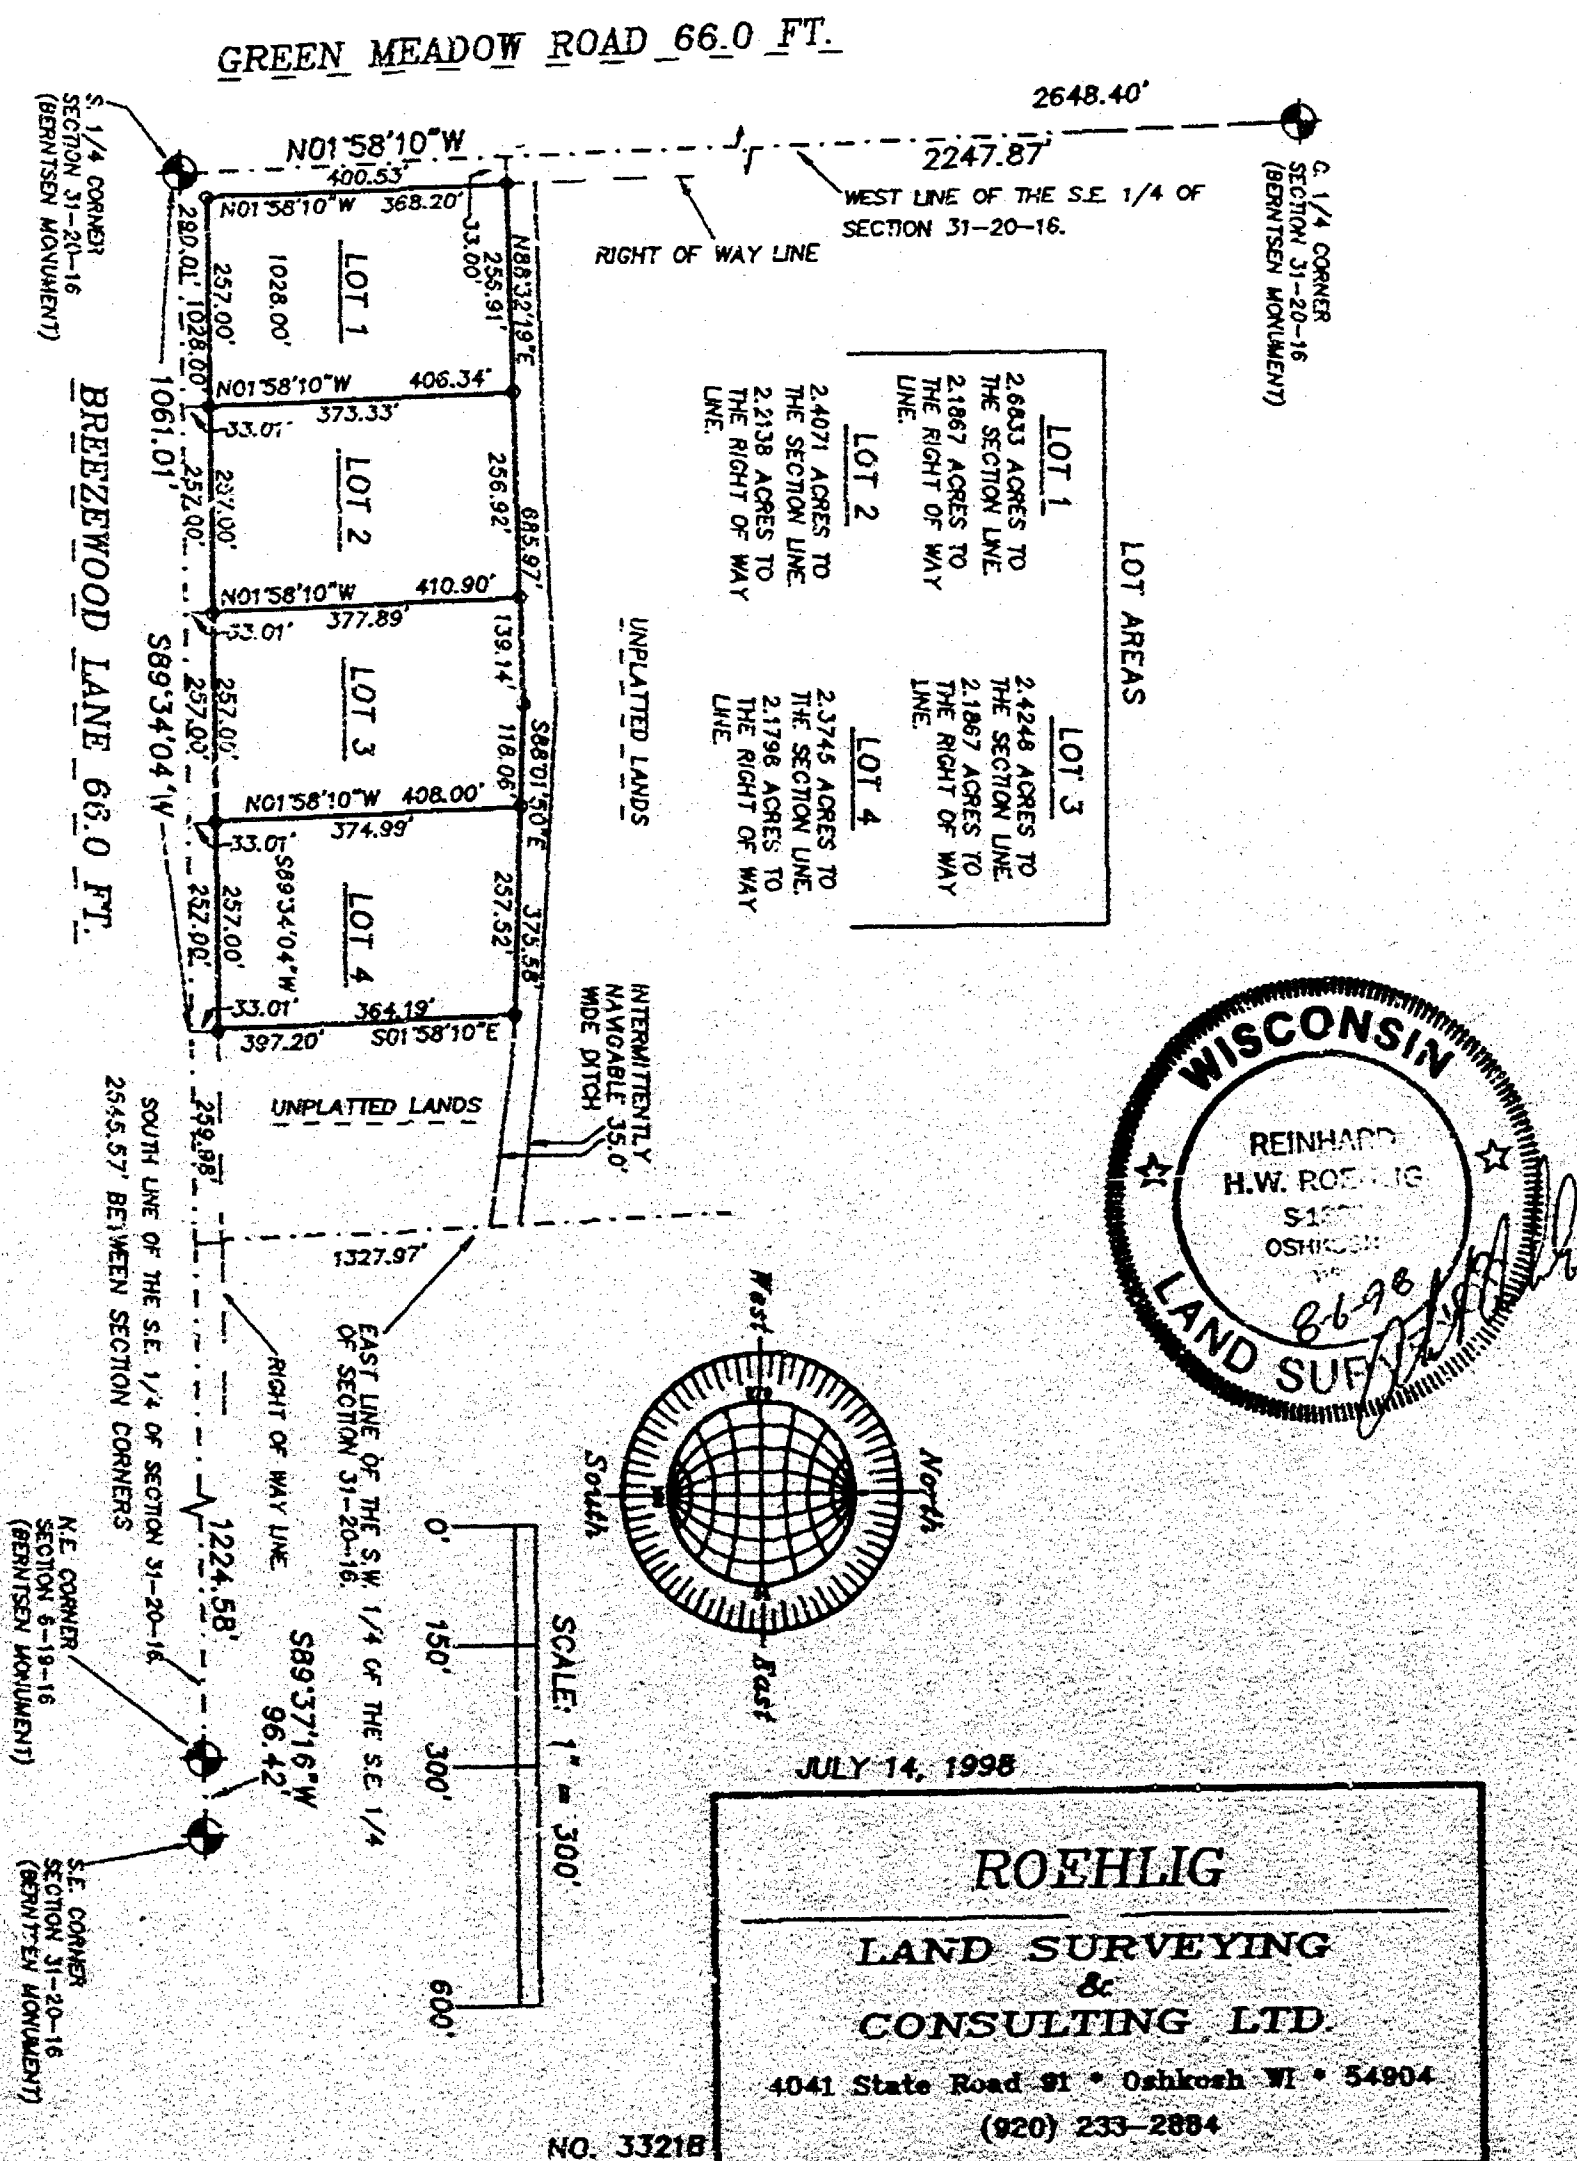 GREEN MEADOW ROAD 66.0 FT.
S. 1/4 CORNER
SECTION 31-20-16
(BERNTSEN MONUMENT)
N01°58'10"W
2648.40'
2247.87'
400.53'
N01°58'10"W 368.20'
33.00'
WEST LINE OF THE S.E. 1/4 OF
SECTION 31-20-16.
RIGHT OF WAY LINE
C. 1/4 CORNER
SECTION 31-20-16
(BERNTSEN MONUMENT)
N88°32'19"E
256.91'
LOT 1
1028.00'
257.00'
290.01'
1028.00'
1061.01'
N01°58'10"W 406.34'
373.33'
33.01'
LOT 2
256.92'
685.97'
257.00'
257.00'
N01°58'10"W 410.90'
377.89'
33.01'
LOT 3
139.14'
118.06'
S88°01'50"E
257.00'
257.00'
S89°34'04"W
N01°58'10"W 408.00'
374.99'
33.01'
LOT 4
257.52'
375.58'
S89°34'04"W
257.00'
257.00'
33.01'
364.19'
397.20'
S01°58'10"E
BREEZEWOOD LANE 66.0 FT.
UNPLATTED LANDS
LOT AREAS
LOT 1
2.6833 ACRES TO
THE SECTION LINE.
2.1867 ACRES TO
THE RIGHT OF WAY
LINE.
LOT 2
2.4071 ACRES TO
THE SECTION LINE.
2.2138 ACRES TO
THE RIGHT OF WAY
LINE.
LOT 3
2.4248 ACRES TO
THE SECTION LINE.
2.1867 ACRES TO
THE RIGHT OF WAY
LINE.
LOT 4
2.3745 ACRES TO
THE SECTION LINE.
2.1798 ACRES TO
THE RIGHT OF WAY
LINE.
INTERMITTENTLY
NAVIGABLE 35.0'
WIDE DITCH
UNPLATTED LANDS
259.98'
1327.97'
SOUTH LINE OF THE S.E. 1/4 OF SECTION 31-20-16.
2545.57' BETWEEN SECTION CORNERS
RIGHT OF WAY LINE
EAST LINE OF THE S.W. 1/4 OF THE S.E 1/4
OF SECTION 31-20-16.
1224.58'
S89°37'16"W
96.42'
N.E. CORNER
SECTION 6-19-16
(BERNTSEN MONUMENT)
S.E. CORNER
SECTION 31-20-16
(BERNTSEN MONUMENT)
West
North
South
East
SCALE: 1" = 300'
0' 150' 300' 600'
WISCONSIN
REINHARD
H.W.
LAND
8-6-98
JULY 14, 1998
ROEHLIG
LAND SURVEYING
&
CONSULTING LTD.
4041 State Road 91 * Oshkosh WI * 54904
(920) 233-2884
NO. 3321B